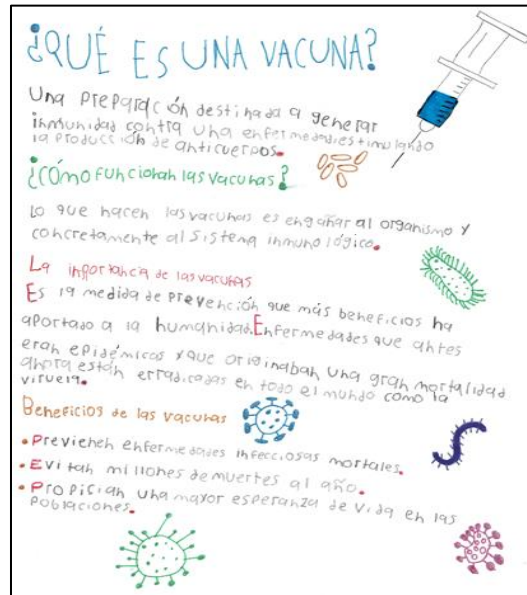 ¿QUÉ ES UNA VACUNA?
Una preparación destinada a generar
inmunidad contra una enfermedad estimulando
la producción de anticuerpos.
¿CÓMO FUNCIONAN LAS VACUNAS?
Lo que hacen las vacunas es engañar al organismo y
concretamente al Sistema inmunológico.
La inportancia de las vacunas
Es la medida de prevención que más beneficios ha
aportado a la humanidad. Enfermedades que antes
eran epidémicos y que originaban una gran mortalidad
ahora están erradicadas en todo el mundo como la
viruela.
Beneficios de las vacunas
• Previenen enfermedades infecciosas mortales.
• Evitan millones de muertes al año.
• Propician una mayor esperanza de vida en las
poblaciones.